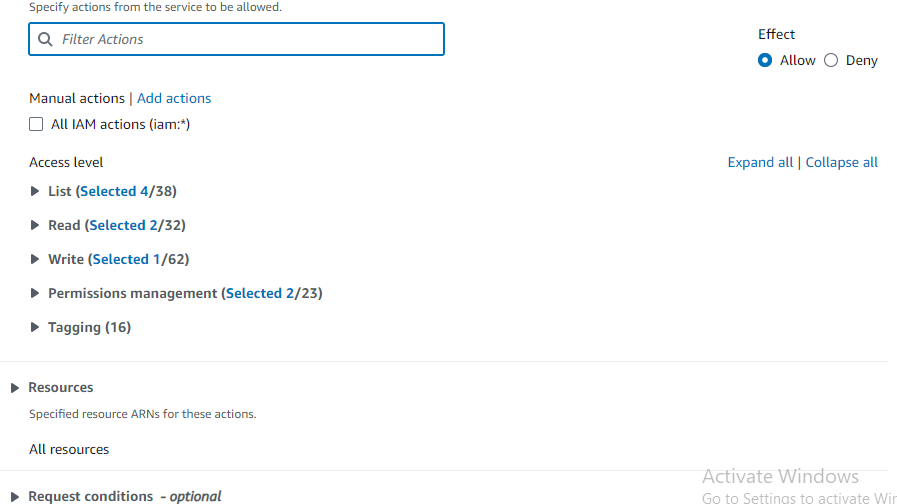 Specify actions from the service to be allowed.
Filter Actions
Effect
Allow
Deny
Manual actions | Add actions
All IAM actions (iam:*)
Access level
Expand all | Collapse all
List (Selected 4/38)
Read (Selected 2/32)
Write (Selected 1/62)
Permissions management (Selected 2/23)
Tagging (16)
Resources
Specified resource ARNs for these actions.
All resources
Activate Windows
Go to Settings to activate Win
Request conditions - optional